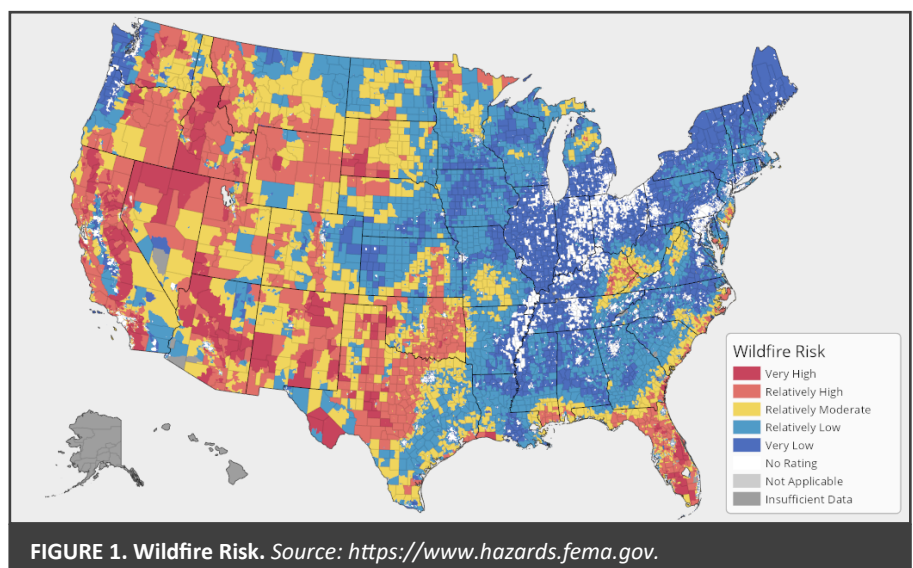 Wildfire Risk
Very High
Relatively High
Relatively Moderate
Relatively Low
Very Low
No Rating
Not Applicable
Insufficient Data
FIGURE 1. Wildfire Risk. Source: https://www.hazards.fema.gov.